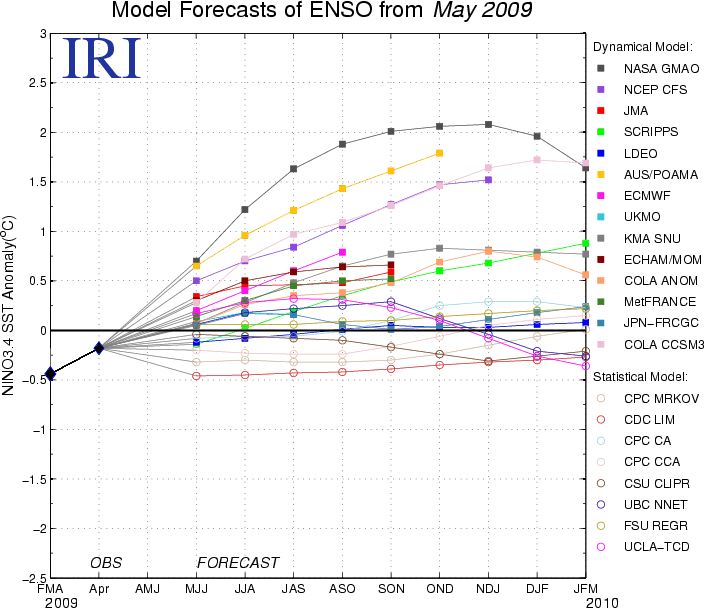 Model Forecasts of ENSO from May 2009
IRI
NINO3.4 SST Anomaly(°C)
3
2.5
2
1.5
1
0.5
0
−0.5
−1
−1.5
−2
−2.5
OBS
FORECAST
FMA Apr AMJ MJJ JJA JAS ASO SON OND NDJ DJF JFM
2009 2010
Dynamical Model:
NASA GMAO
NCEP CFS
JMA
SCRIPPS
LDEO
AUS/POAMA
ECMWF
UKMO
KMA SNU
ECHAM/MOM
COLA ANOM
MetFRANCE
JPN−FRCGC
COLA CCSM3
Statistical Model:
CPC MRKOV
CDC LIM
CPC CA
CPC CCA
CSU CLIPR
UBC NNET
FSU REGR
UCLA−TCD